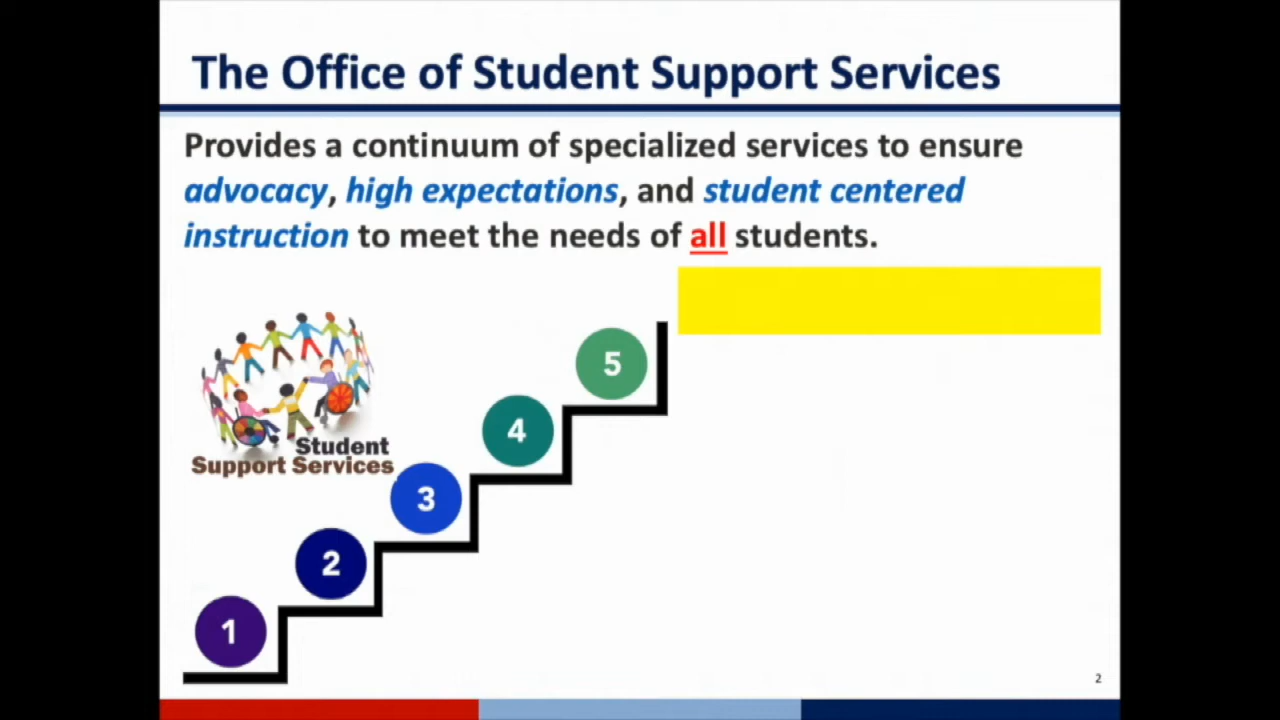 The Office of Student Support Services
Provides a continuum of specialized services to ensure
advocacy, high expectations, and student centered
instruction to meet the needs of all students.
Student
Support Services
5
4
3
2
1
2